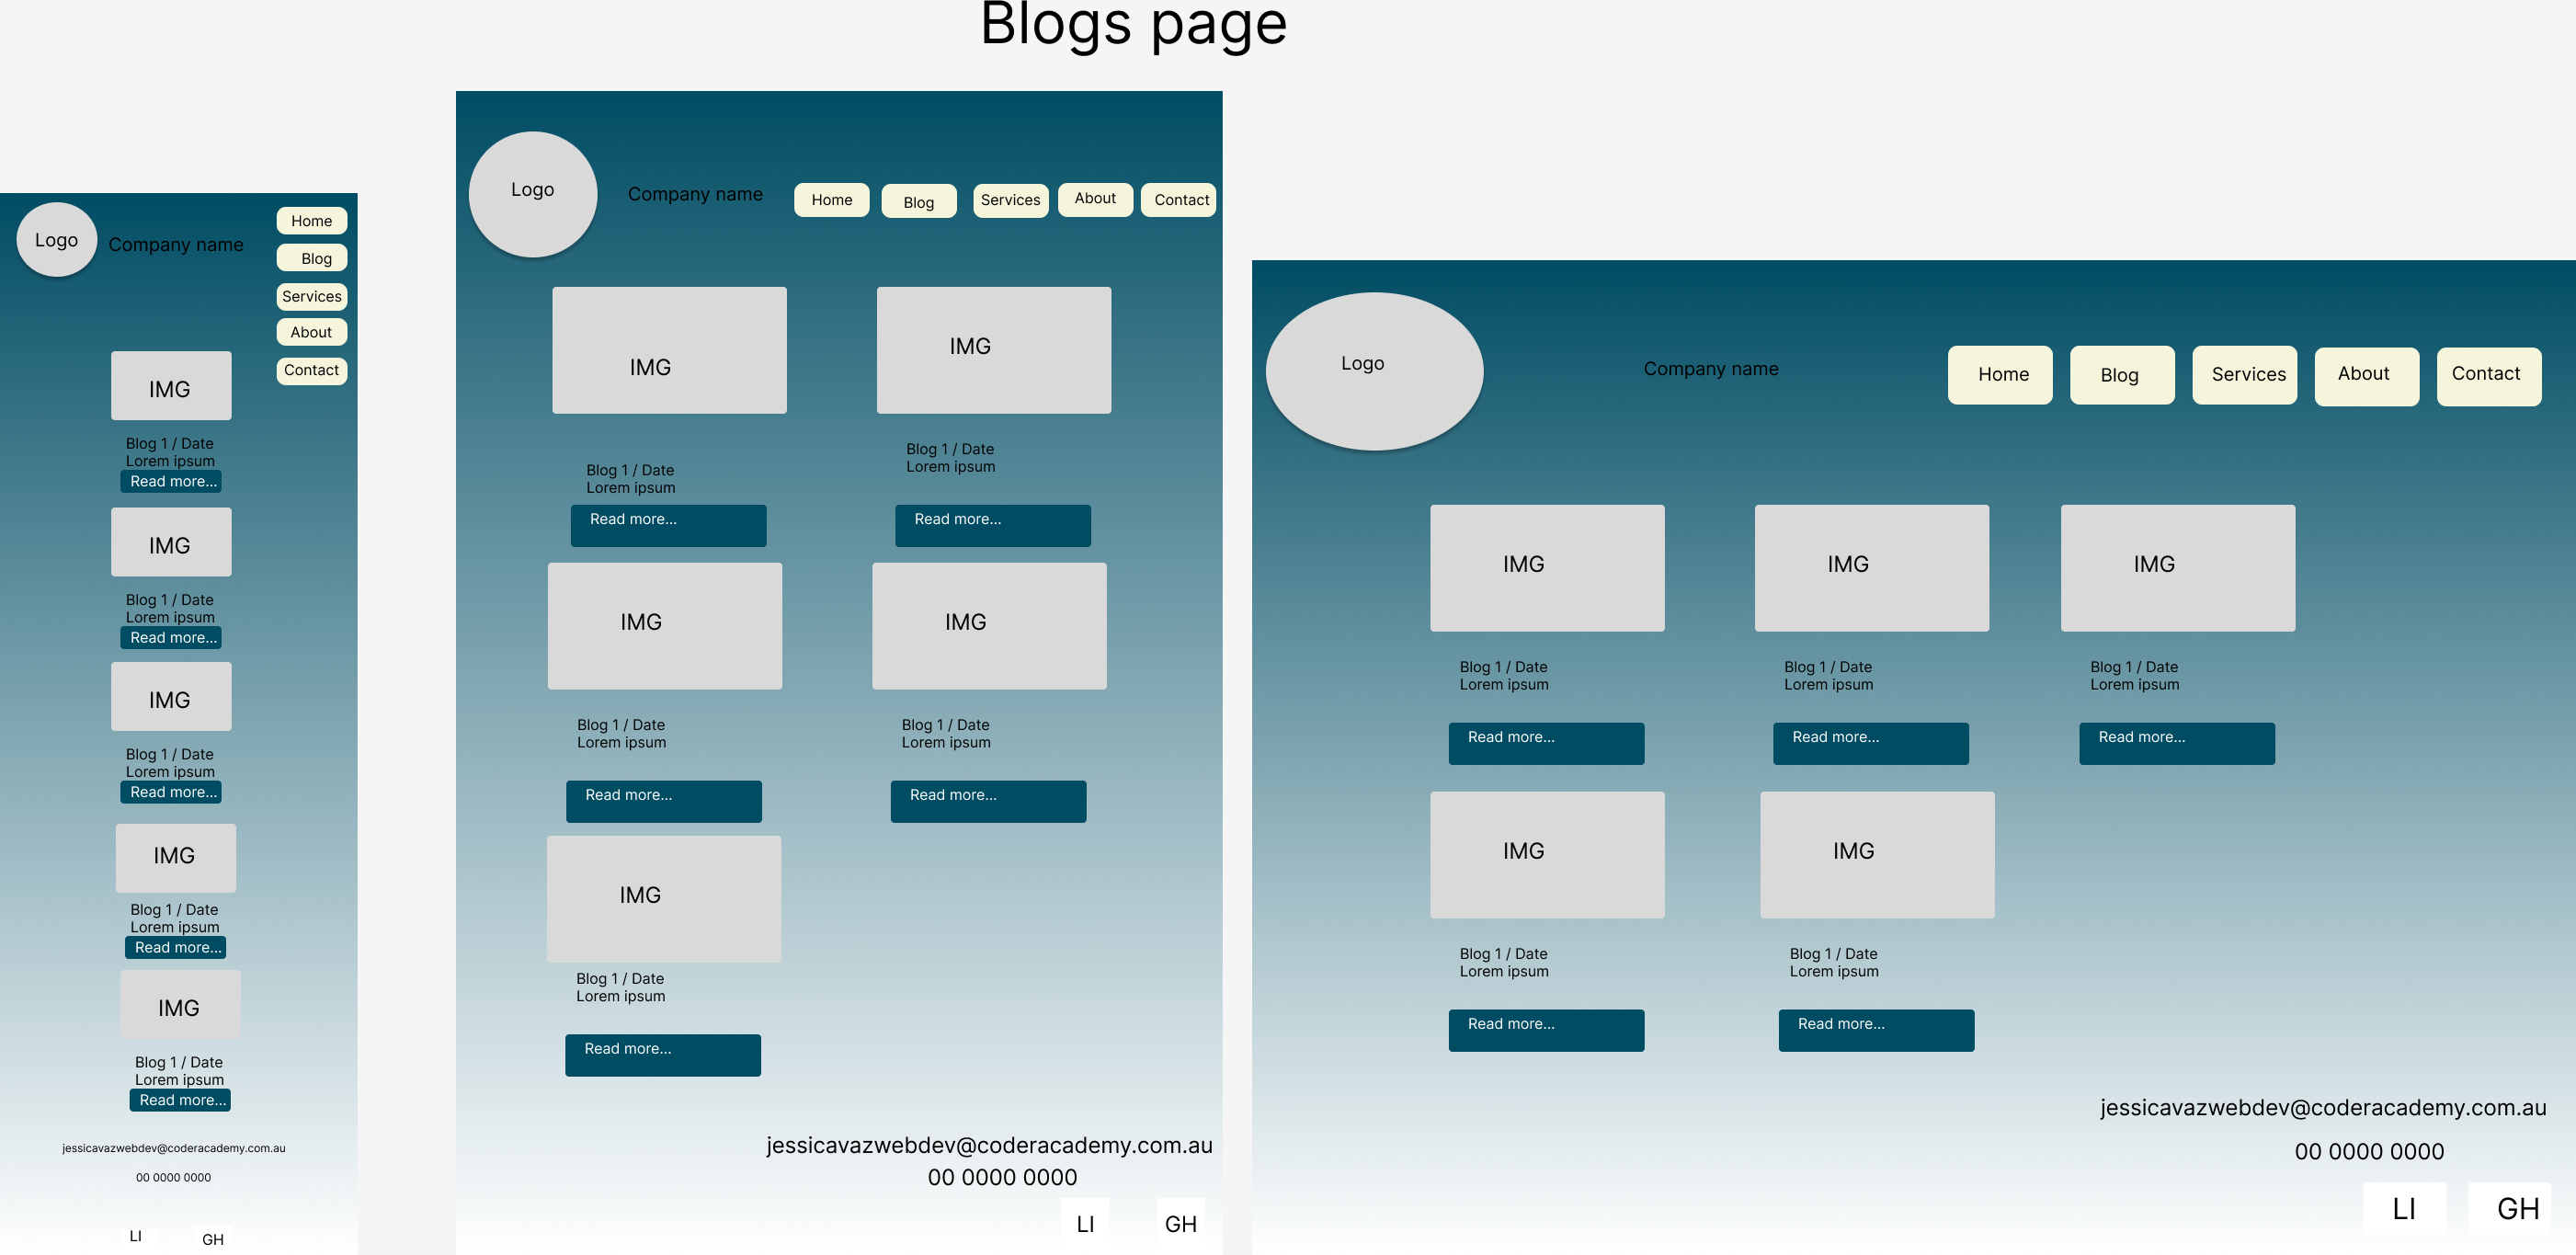 Blogs page
Logo
Company name
Home
Blog
Services
About
Contact
IMG
Blog 1 / Date
Lorem ipsum
Read more...
IMG
Blog 1 / Date
Lorem ipsum
Read more...
IMG
Blog 1 / Date
Lorem ipsum
Read more...
IMG
Blog 1 / Date
Lorem ipsum
Read more...
IMG
Blog 1 / Date
Lorem ipsum
Read more...
jessicavazwebdev@coderacademy.com.au
00 0000 0000
LI
GH
Logo
Company name
Home
Blog
Services
About
Contact
IMG
Blog 1 / Date
Lorem ipsum
Read more...
IMG
Blog 1 / Date
Lorem ipsum
Read more...
IMG
Blog 1 / Date
Lorem ipsum
Read more...
IMG
Blog 1 / Date
Lorem ipsum
Read more...
IMG
Blog 1 / Date
Lorem ipsum
Read more...
jessicavazwebdev@coderacademy.com.au
00 0000 0000
LI
GH
Logo
Company name
Home
Blog
Services
About
Contact
IMG
Blog 1 / Date
Lorem ipsum
Read more...
IMG
Blog 1 / Date
Lorem ipsum
Read more...
IMG
Blog 1 / Date
Lorem ipsum
Read more...
IMG
Blog 1 / Date
Lorem ipsum
Read more...
IMG
Blog 1 / Date
Lorem ipsum
Read more...
jessicavazwebdev@coderacademy.com.au
00 0000 0000
LI
GH